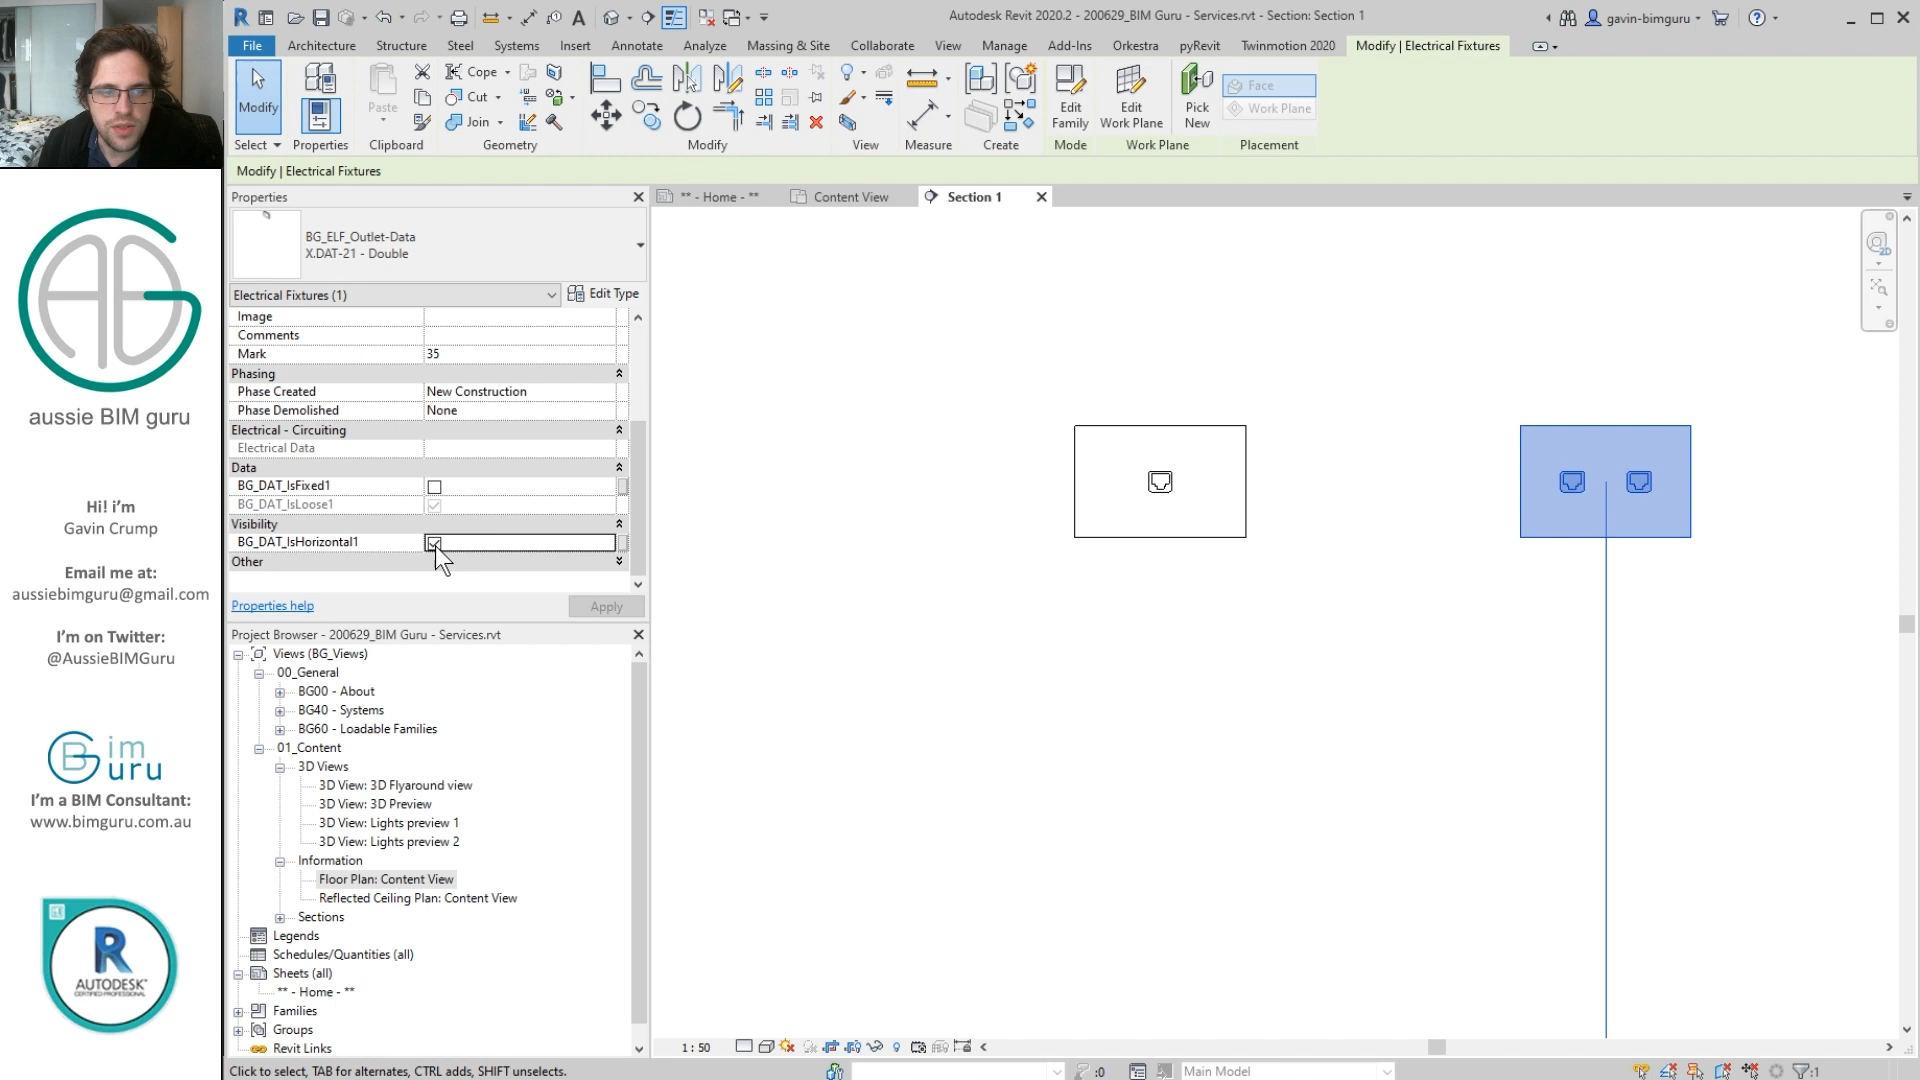 Autodesk Revit 2020.2 - 200629_BIM Guru - Services.rvt - Section: Section 1
gavin-bimguru
File
Architecture
Structure
Steel
Systems
Insert
Annotate
Analyze
Massing & Site
Collaborate
View
Manage
Add-Ins
Orkestra
pyRevit
Twinmotion 2020
Modify | Electrical Fixtures
Modify
Paste
Cope
Cut
Join
Edit
Family
Edit
Work Plane
Pick
New
Face
Work Plane
Select
Properties
Clipboard
Geometry
Modify
View
Measure
Create
Mode
Work Plane
Placement
Modify | Electrical Fixtures
Properties
BG_ELF_Outlet-Data
X.DAT-21 - Double
Electrical Fixtures (1)
Edit Type
Image
Comments
Mark 35
Phasing
Phase Created New Construction
Phase Demolished None
Electrical - Circuiting
Electrical Data
Data
BG_DAT_IsFixed1
BG_DAT_IsLoose1
Visibility
BG_DAT_IsHorizontal1
Other
Properties help
Apply
Project Browser - 200629_BIM Guru - Services.rvt
Views (BG_Views)
00_General
BG00 - About
BG40 - Systems
BG60 - Loadable Families
01_Content
3D Views
3D View: 3D Flyaround view
3D View: 3D Preview
3D View: Lights preview 1
3D View: Lights preview 2
Information
Floor Plan: Content View
Reflected Ceiling Plan: Content View
Sections
Legends
Schedules/Quantities (all)
Sheets (all)
** - Home - **
Families
Groups
Revit Links
** - Home - **
Content View
Section 1
2D
1 : 50
Click to select, TAB for alternates, CTRL adds, SHIFT unselects.
:0
Main Model
:1
aussie BIM guru
Hi! i'm
Gavin Crump
Email me at:
aussiebimguru@gmail.com
I'm on Twitter:
@AussieBIMGuru
Bim
Guru
I'm a BIM Consultant:
www.bimguru.com.au
R
AUTODESK
CERTIFIED PROFESSIONAL